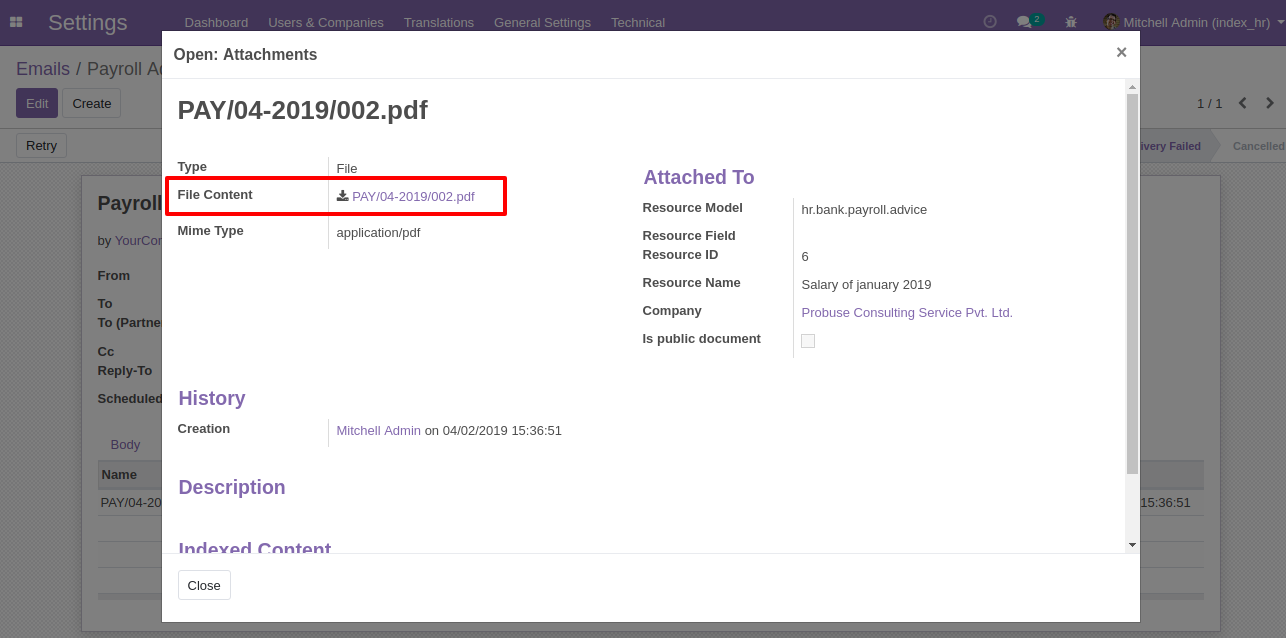 Settings Dashboard Users & Companies Translations General Settings Technical 2 Mitchell Admin (index_hr)
Emails / Payroll Ad
Edit Create 1 / 1
Retry ivery Failed Cancelled
Open: Attachments ×
PAY/04-2019/002.pdf
Type File
File Content PAY/04-2019/002.pdf
Mime Type application/pdf
Attached To
Resource Model hr.bank.payroll.advice
Resource Field
Resource ID 6
Resource Name Salary of january 2019
Company Probuse Consulting Service Pvt. Ltd.
Is public document
History
Creation Mitchell Admin on 04/02/2019 15:36:51
Description
Indexed Content
Close
Payroll
by YourCor
From
To
To (Partne
Cc
Reply-To
Scheduled
Body
Name
PAY/04-20 15:36:51